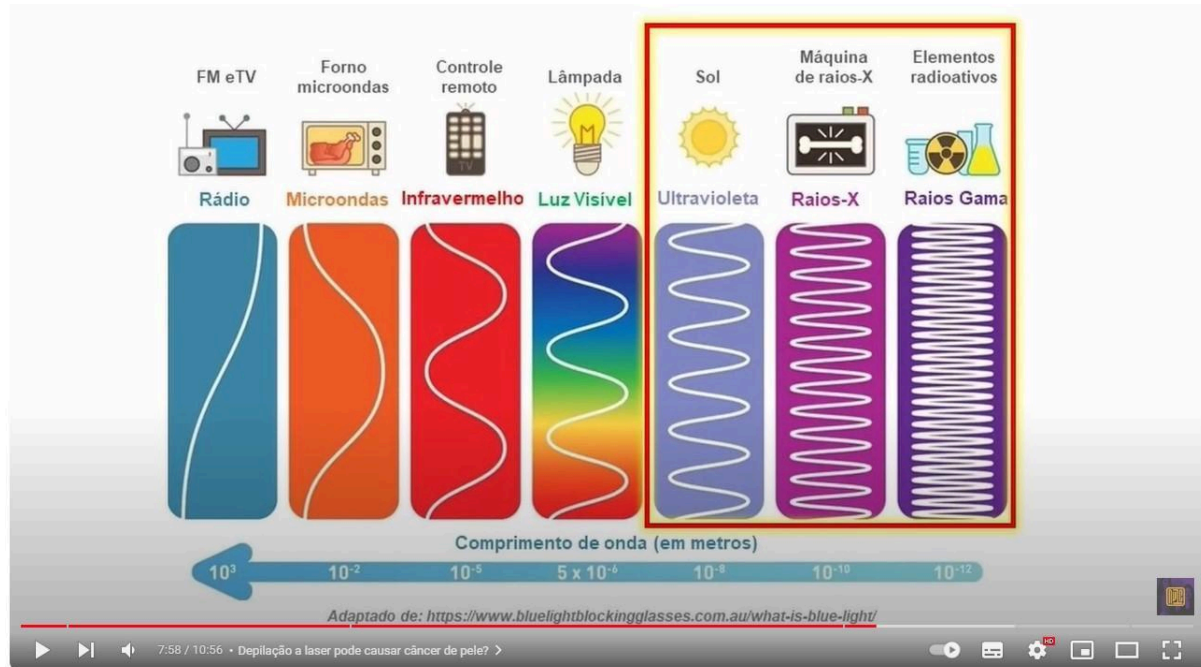 FM eTV
Forno
microondas
Controle
remoto
Lâmpada
Sol
Máquina
de raios-X
Elementos
radioativos
TV
Rádio
Microondas
Infravermelho
Luz Visível
Ultravioleta
Raios-X
Raios Gama
Comprimento de onda (em metros)
10³ 10⁻² 10⁻⁵ 5 x 10⁻⁶ 10⁻⁸ 10⁻¹⁰ 10⁻¹²
Adaptado de: https://www.bluelightblockingglasses.com.au/what-is-blue-light/
7:58 / 10:56 • Depilação a laser pode causar câncer de pele? >
HD